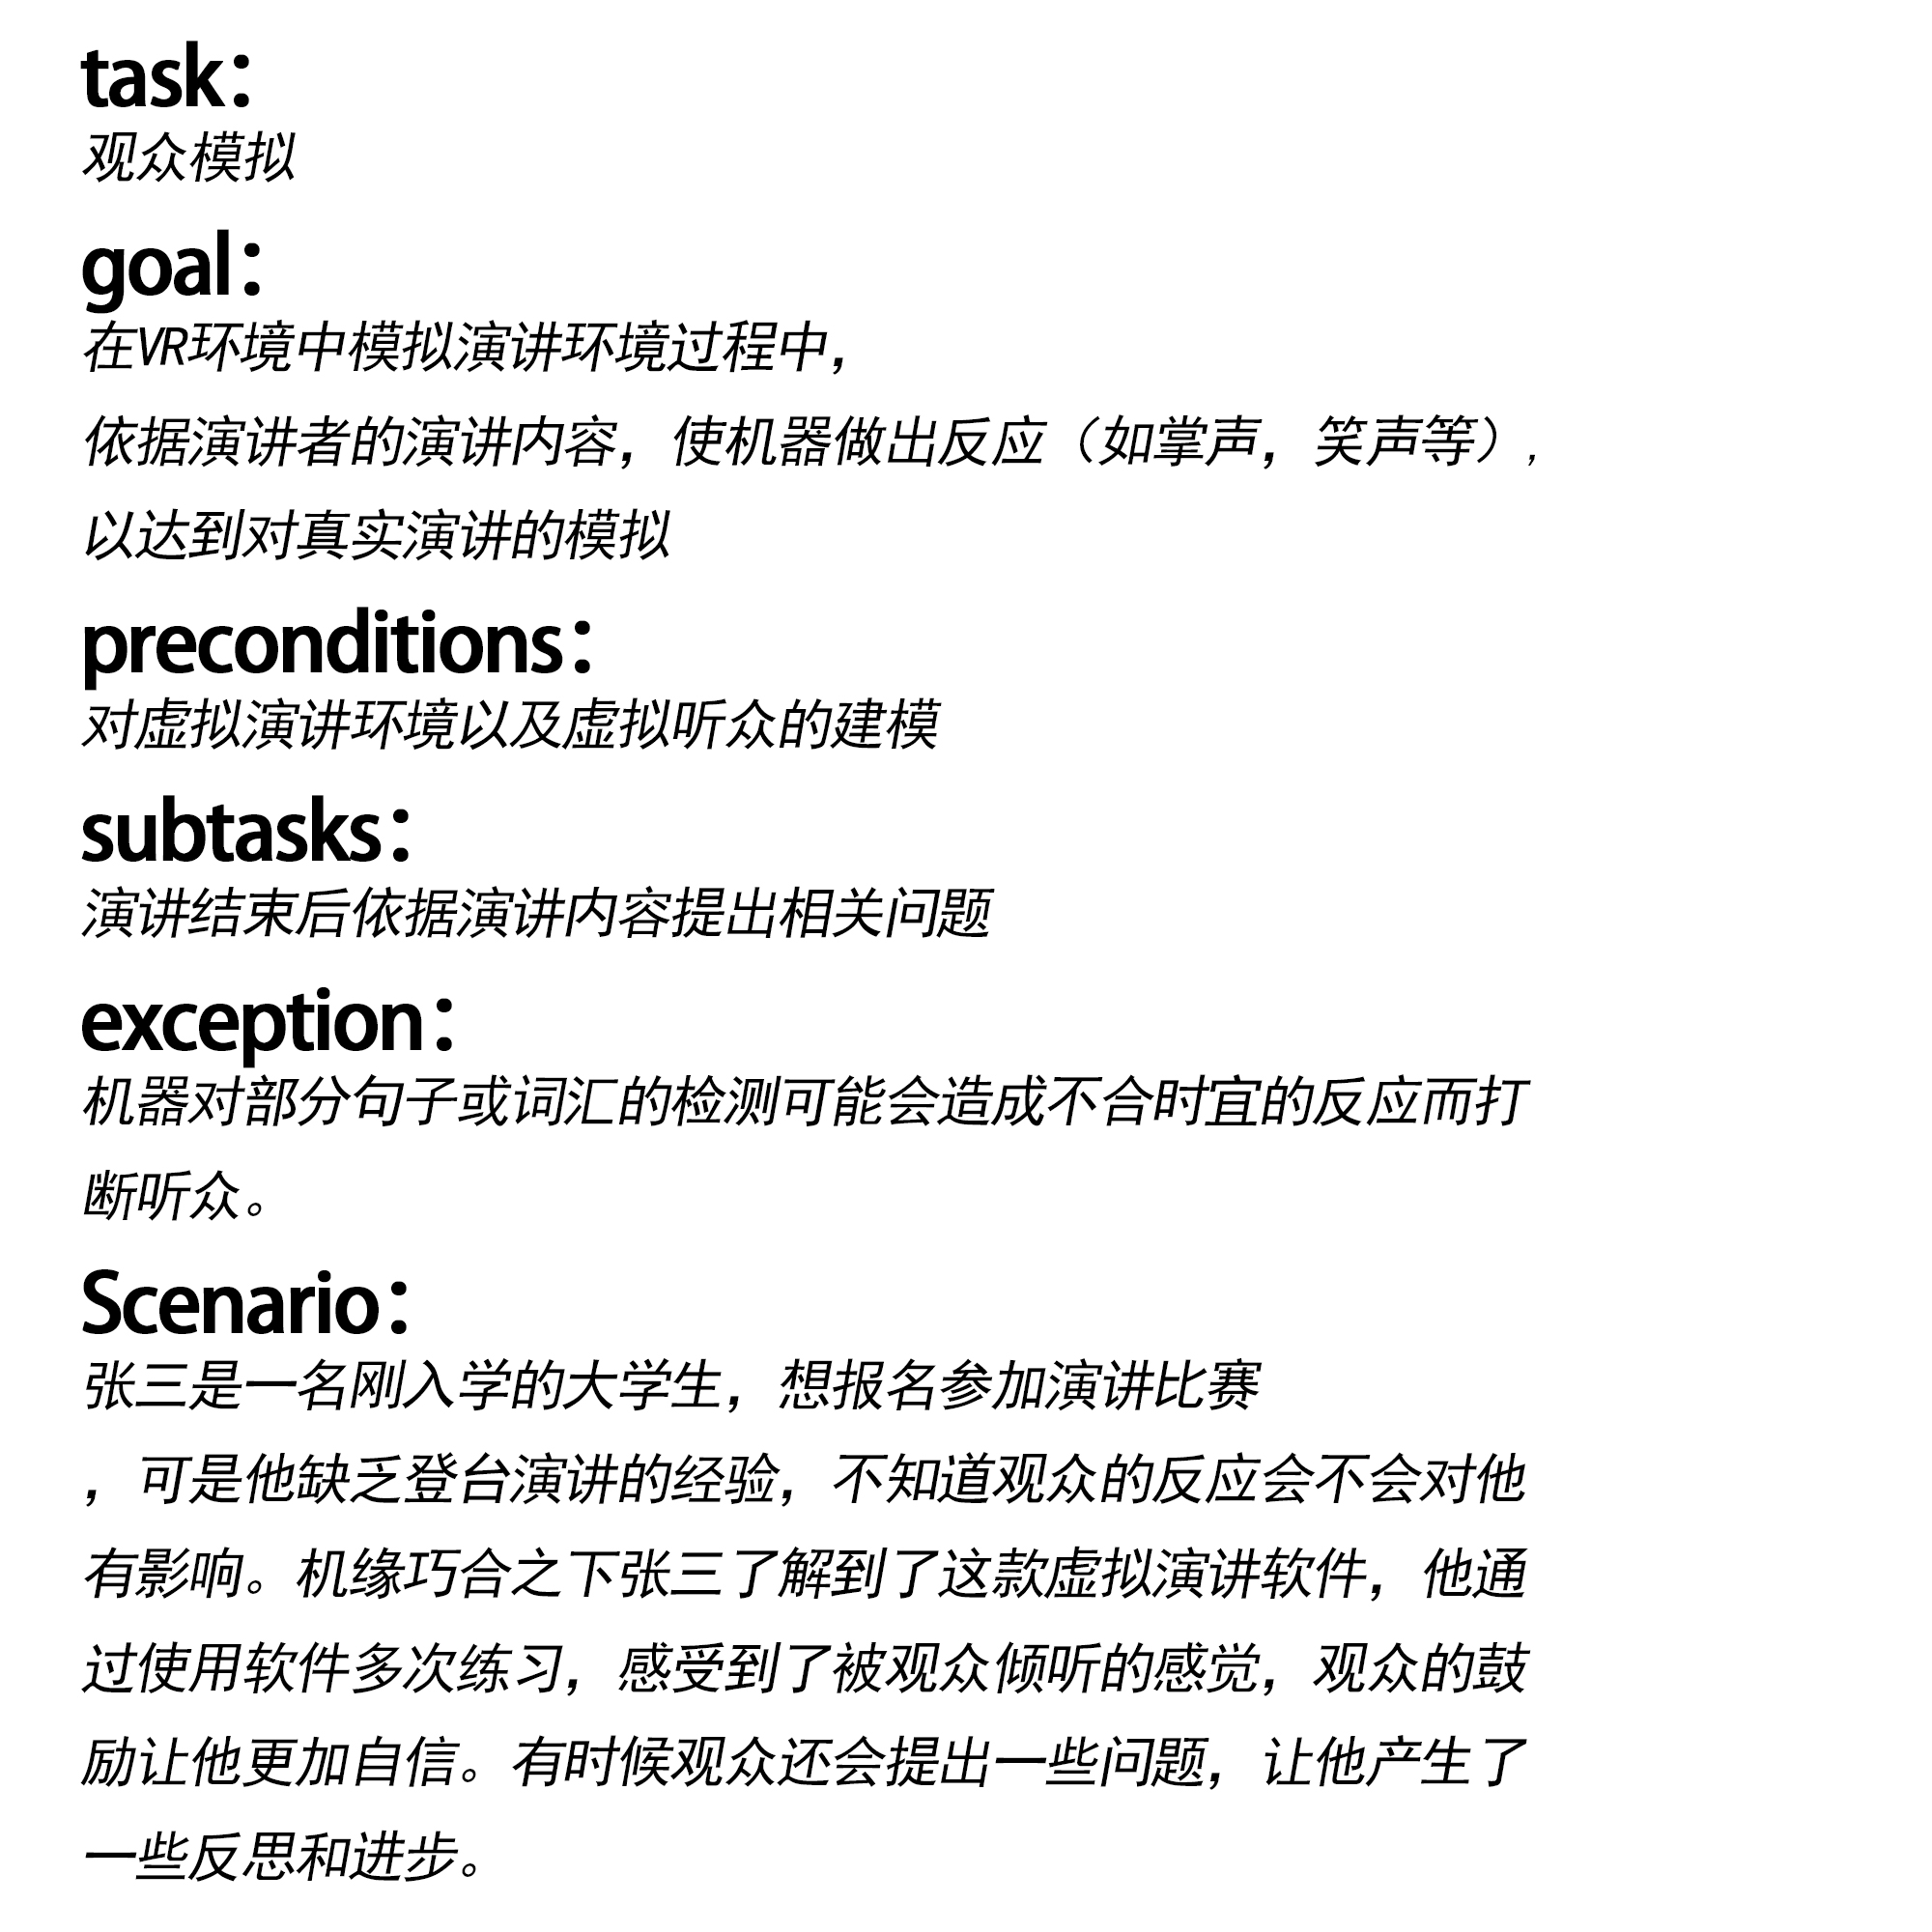 task：
观众模拟
goal：
在VR环境中模拟演讲环境过程中，
依据演讲者的演讲内容，使机器做出反应（如掌声，笑声等）,
以达到对真实演讲的模拟
preconditions：
对虚拟演讲环境以及虚拟听众的建模
subtasks：
演讲结束后依据演讲内容提出相关问题
exception：
机器对部分句子或词汇的检测可能会造成不合时宜的反应而打
断听众。
Scenario：
张三是一名刚入学的大学生，想报名参加演讲比赛
，可是他缺乏登台演讲的经验，不知道观众的反应会不会对他
有影响。机缘巧合之下张三了解到了这款虚拟演讲软件，他通
过使用软件多次练习，感受到了被观众倾听的感觉，观众的鼓
励让他更加自信。有时候观众还会提出一些问题，让他产生了
一些反思和进步。